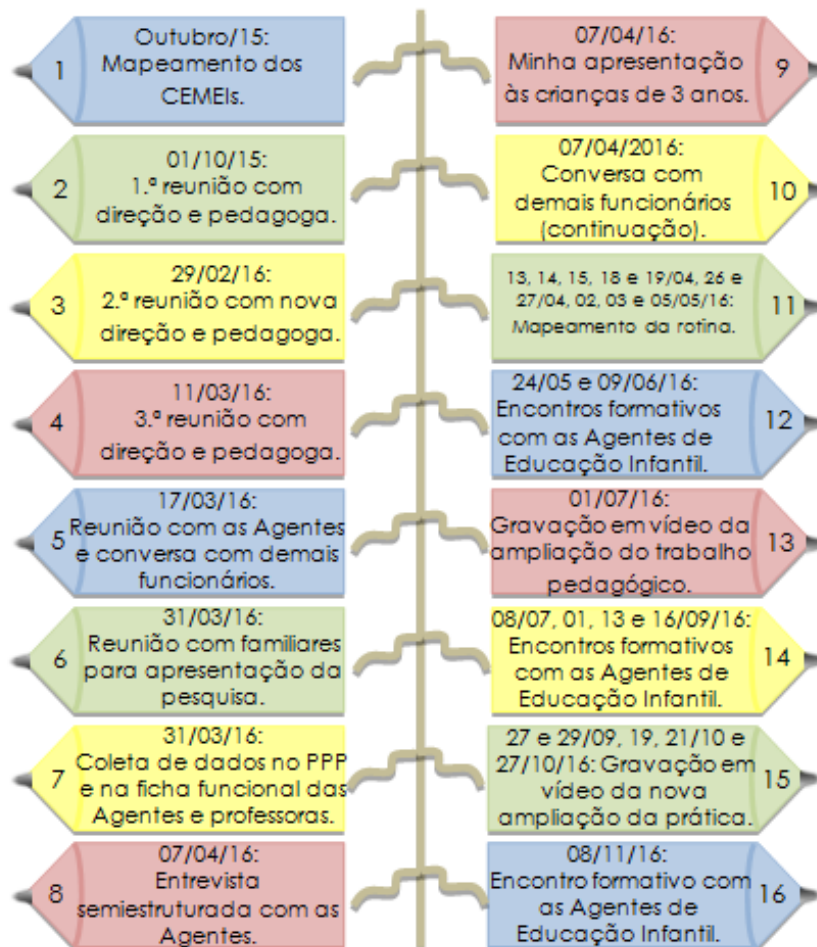 1
Outubro/15:
Mapeamento dos
CEMEIs.
2
01/10/15:
1.ª reunião com
direção e pedagoga.
3
29/02/16:
2.ª reunião com nova
direção e pedagoga.
4
11/03/16:
3.ª reunião com
direção e pedagoga.
5
17/03/16:
Reunião com as Agentes
e conversa com demais
funcionários.
6
31/03/16:
Reunião com familiares
para apresentação da
pesquisa.
7
31/03/16:
Coleta de dados no PPP
e na ficha funcional das
Agentes e professoras.
8
07/04/16:
Entrevista
semiestruturada com as
Agentes.
9
07/04/16:
Minha apresentação
às crianças de 3 anos.
10
07/04/2016:
Conversa com
demais funcionários
(continuação).
11
13, 14, 15, 18 e 19/04, 26 e
27/04, 02, 03 e 05/05/16:
Mapeamento da rotina.
12
24/05 e 09/06/16:
Encontros formativos
com as Agentes de
Educação Infantil.
13
01/07/16:
Gravação em vídeo da
ampliação do trabalho
pedagógico.
14
08/07, 01, 13 e 16/09/16:
Encontros formativos
com as Agentes de
Educação Infantil.
15
27 e 29/09, 19, 21/10 e
27/10/16: Gravação em
vídeo da nova
ampliação da prática.
16
08/11/16:
Encontro formativo com
as Agentes de
Educação Infantil.